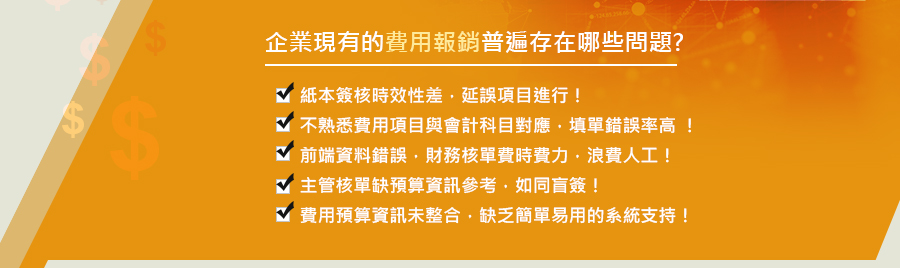 企業現有的費用報銷普遍存在哪些問題?
紙本簽核時效性差，延誤項目進行！
不熟悉費用項目與會計科目對應，填單錯誤率高 ！
前端資料錯誤，財務核單費時費力，浪費人工！
主管核單缺預算資訊參考，如同盲簽！
費用預算資訊未整合，缺乏簡單易用的系統支持！